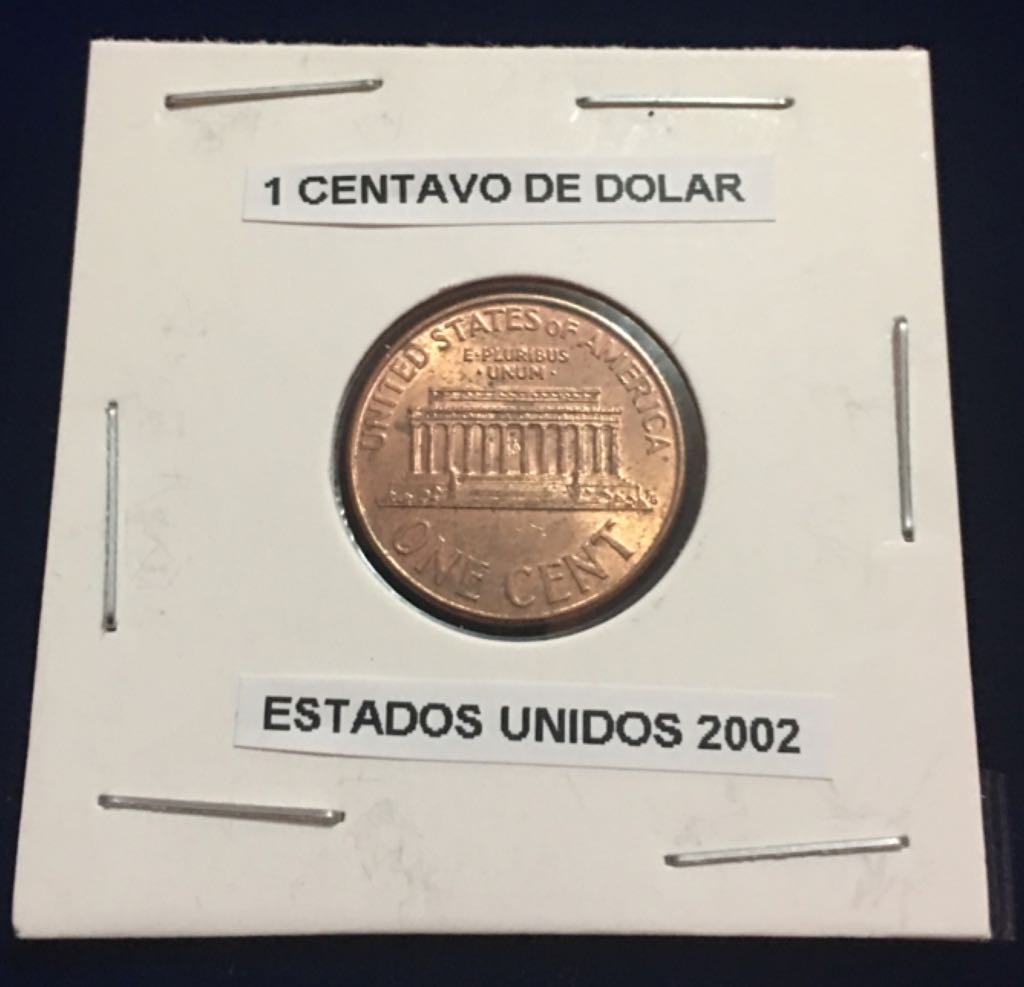 1 CENTAVO DE DOLAR
UNITED STATES OF AMERICA
E·PLURIBUS
·UNUM·
ONE CENT
ESTADOS UNIDOS 2002